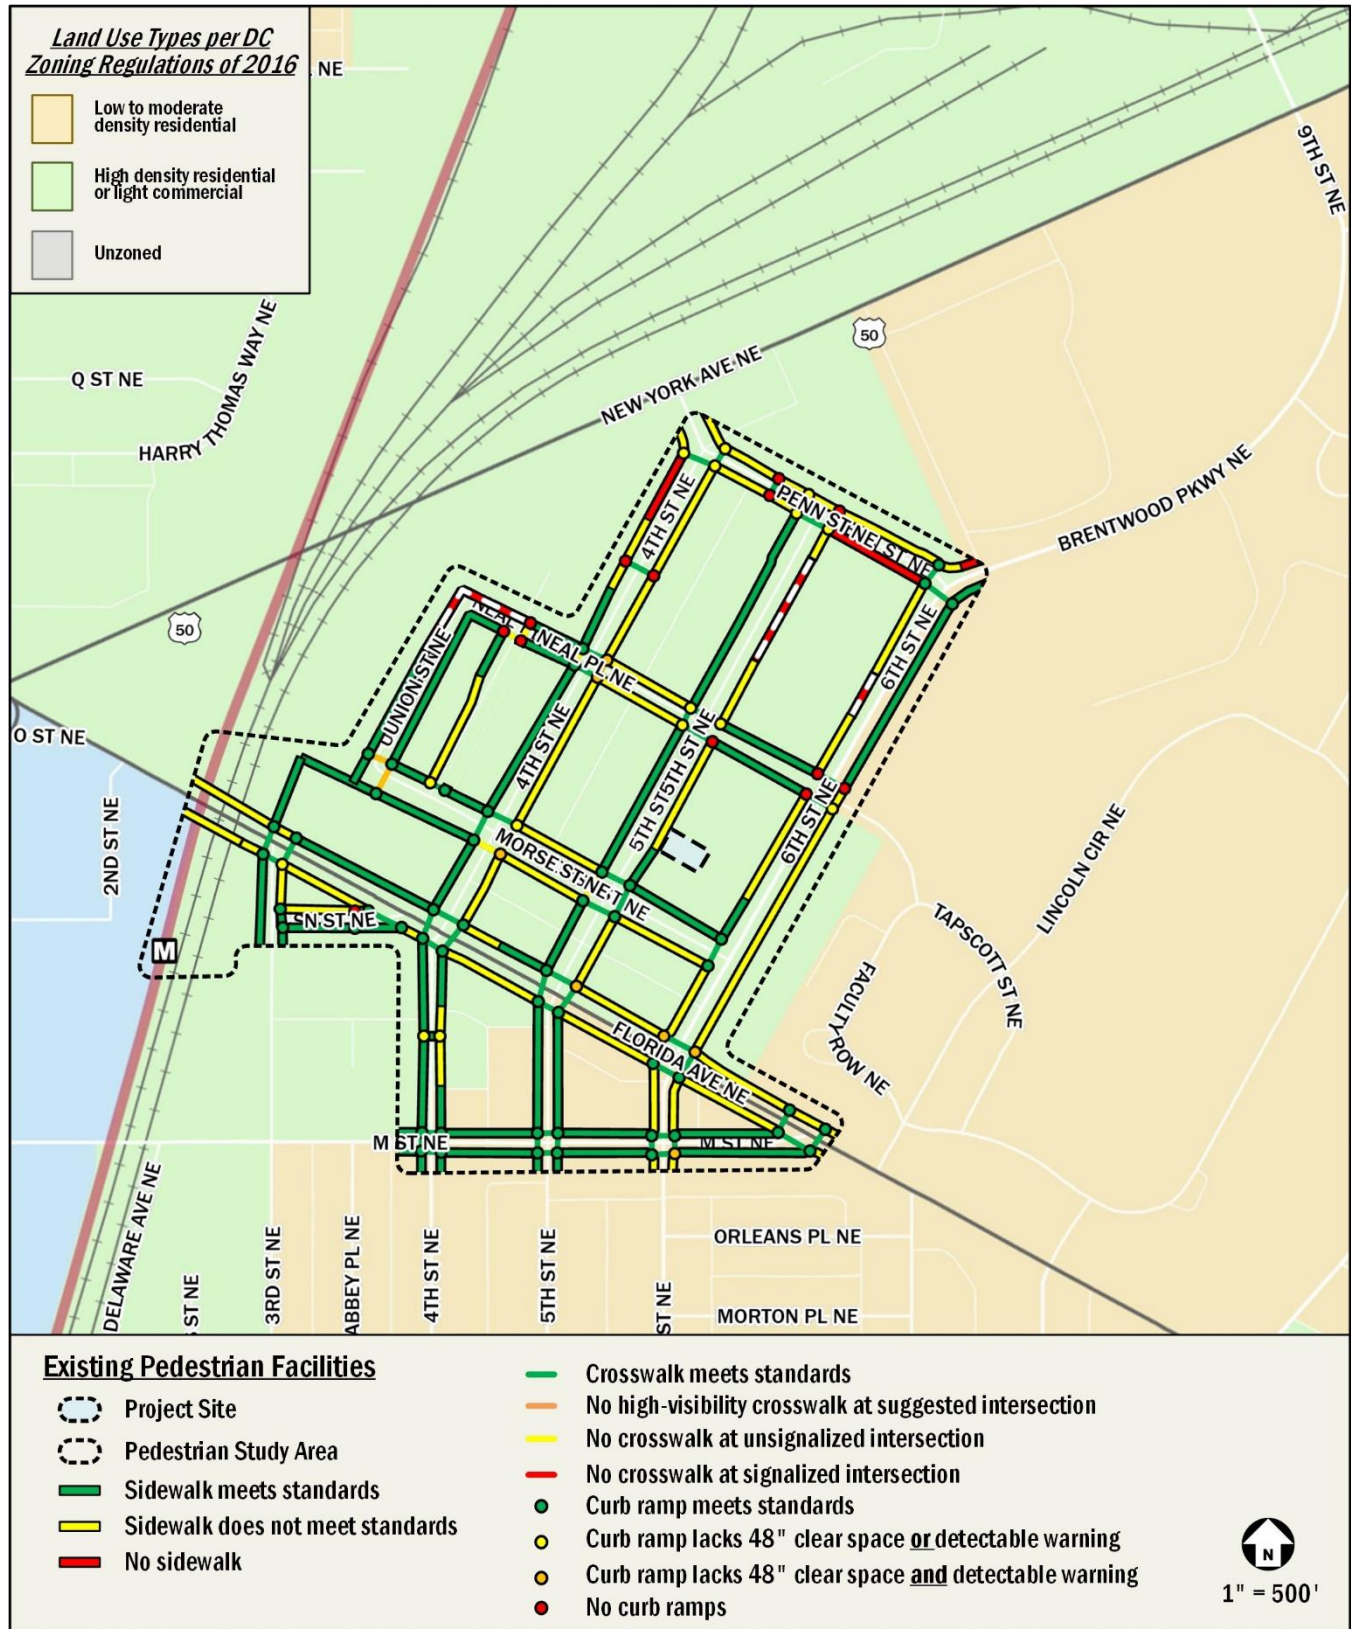 Land Use Types per DC
Zoning Regulations of 2016
Low to moderate
density residential
High density residential
or light commercial
Unzoned
NE
9TH ST NE
50
NEW YORK AVE NE
Q ST NE
HARRY THOMAS WAY NE
BRENTWOOD PKWY NE
PENN ST NE
ST NE
4TH ST NE
50
NEAL
NEAL PL NE
UNION ST NE
6TH ST NE
O ST NE
4TH ST NE
5TH ST
5TH ST NE
2ND ST NE
MORSE ST NE
6TH ST NE
LINCOLN CIR NE
TAPSCOTT ST NE
N ST NE
M
FACULTY ROW NE
FLORIDA AVE NE
M ST NE
M ST NE
DELAWARE AVE NE
ST NE
3RD ST NE
ABBEY PL NE
4TH ST NE
5TH ST NE
ST NE
ORLEANS PL NE
MORTON PL NE
Existing Pedestrian Facilities
Project Site
Pedestrian Study Area
Sidewalk meets standards
Sidewalk does not meet standards
No sidewalk
Crosswalk meets standards
No high-visibility crosswalk at suggested intersection
No crosswalk at unsignalized intersection
No crosswalk at signalized intersection
Curb ramp meets standards
Curb ramp lacks 48" clear space or detectable warning
Curb ramp lacks 48" clear space and detectable warning
No curb ramps
N
1" = 500'